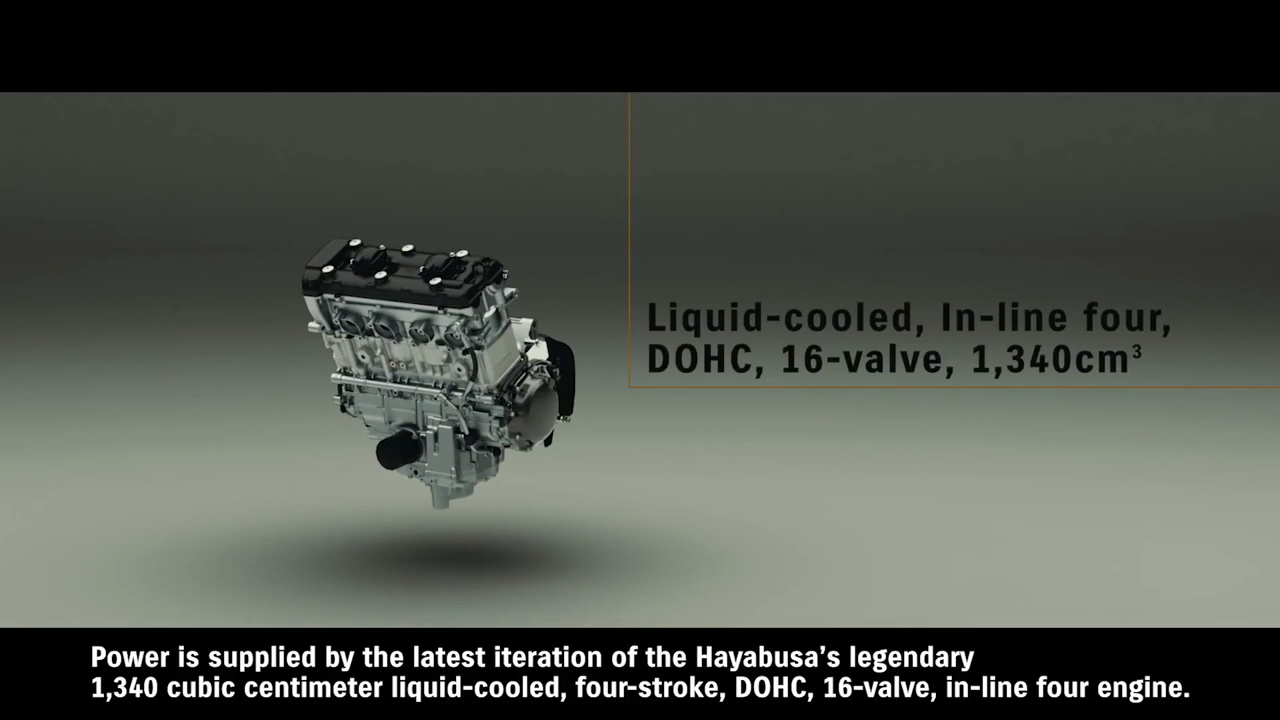 Liquid-cooled, In-line four,
DOHC, 16-valve, 1,340cm³
Power is supplied by the latest iteration of the Hayabusa’s legendary
1,340 cubic centimeter liquid-cooled, four-stroke, DOHC, 16-valve, in-line four engine.